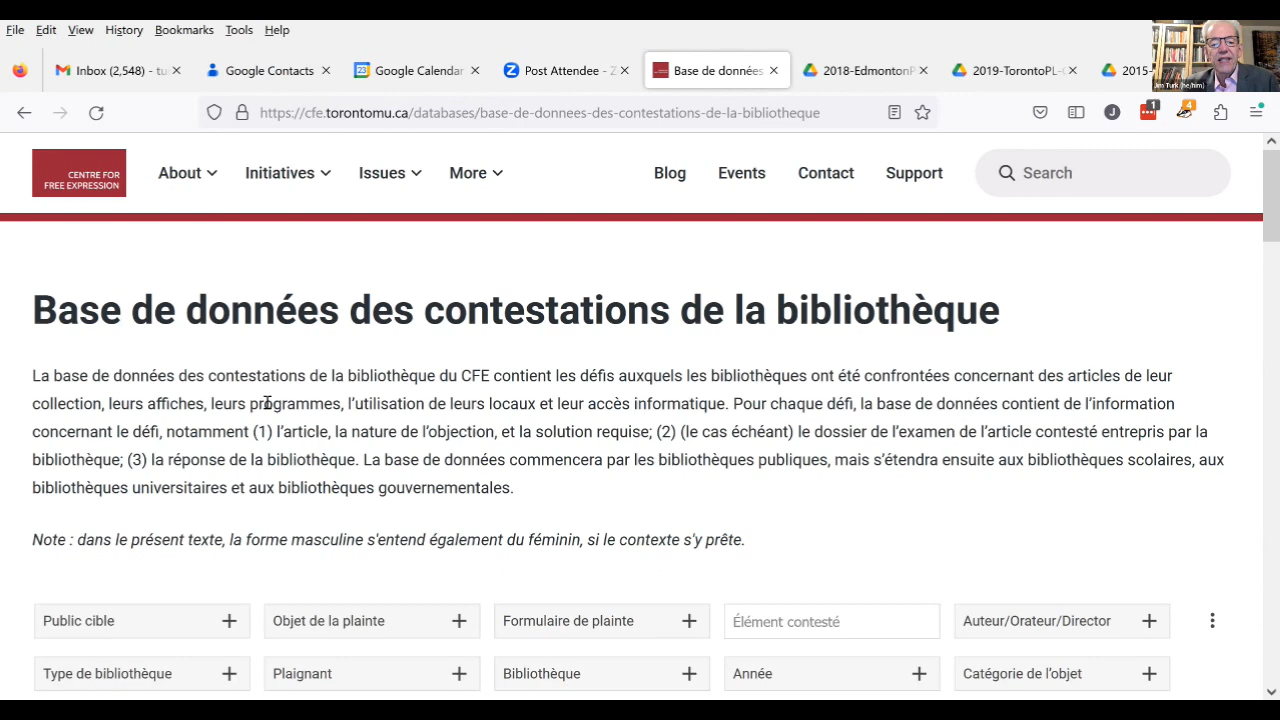 File Edit View History Bookmarks Tools Help
Inbox (2,548) - tu
Google Contacts
Google Calendar
Post Attendee - Z
Base de données
2018-EdmontonP
2019-TorontoPL-
2015-
Jim Turk (he/him)
https://cfe.torontomu.ca/databases/base-de-donnees-des-contestations-de-la-bibliotheque
J
1
4
CENTRE FOR
FREE EXPRESSION
About Initiatives Issues More Blog Events Contact Support Search
Base de données des contestations de la bibliothèque
La base de données des contestations de la bibliothèque du CFE contient les défis auxquels les bibliothèques ont été confrontées concernant des articles de leur
collection, leurs affiches, leurs programmes, l’utilisation de leurs locaux et leur accès informatique. Pour chaque défi, la base de données contient de l’information
concernant le défi, notamment (1) l’article, la nature de l’objection, et la solution requise; (2) (le cas échéant) le dossier de l’examen de l’article contesté entrepris par la
bibliothèque; (3) la réponse de la bibliothèque. La base de données commencera par les bibliothèques publiques, mais s’étendra ensuite aux bibliothèques scolaires, aux
bibliothèques universitaires et aux bibliothèques gouvernementales.
Note : dans le présent texte, la forme masculine s'entend également du féminin, si le contexte s'y prête.
Public cible + Objet de la plainte + Formulaire de plainte + Élément contesté Auteur/Orateur/Director +
Type de bibliothèque + Plaignant + Bibliothèque + Année + Catégorie de l’objet +